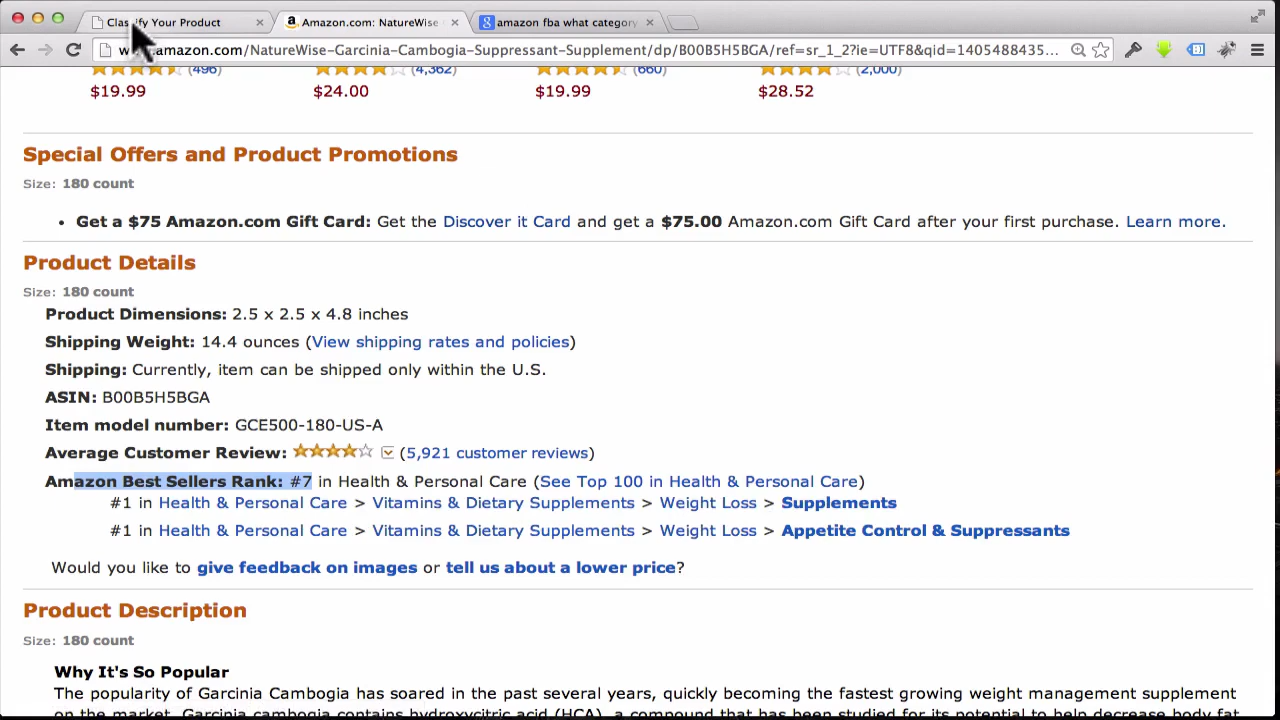 Classify Your Product
Amazon.com: NatureWise
amazon fba what category
amazon.com/NatureWise-Garcinia-Cambogia-Suppressant-Supplement/dp/B00B5H5BGA/ref=sr_1_2?ie=UTF8&qid=1405488435...
(496) (4,362) (660) (2,000)
$19.99 $24.00 $19.99 $28.52
Special Offers and Product Promotions
Size: 180 count
• Get a $75 Amazon.com Gift Card: Get the Discover it Card and get a $75.00 Amazon.com Gift Card after your first purchase. Learn more.
Product Details
Size: 180 count
Product Dimensions: 2.5 x 2.5 x 4.8 inches
Shipping Weight: 14.4 ounces (View shipping rates and policies)
Shipping: Currently, item can be shipped only within the U.S.
ASIN: B00B5H5BGA
Item model number: GCE500-180-US-A
Average Customer Review: (5,921 customer reviews)
Amazon Best Sellers Rank: #7 in Health & Personal Care (See Top 100 in Health & Personal Care)
#1 in Health & Personal Care > Vitamins & Dietary Supplements > Weight Loss > Supplements
#1 in Health & Personal Care > Vitamins & Dietary Supplements > Weight Loss > Appetite Control & Suppressants
Would you like to give feedback on images or tell us about a lower price?
Product Description
Size: 180 count
Why It's So Popular
The popularity of Garcinia Cambogia has soared in the past several years, quickly becoming the fastest growing weight management supplement
on the market. Garcinia cambogia contains hydroxycitric acid (HCA), a compound that has been studied for its potential to help decrease body fat